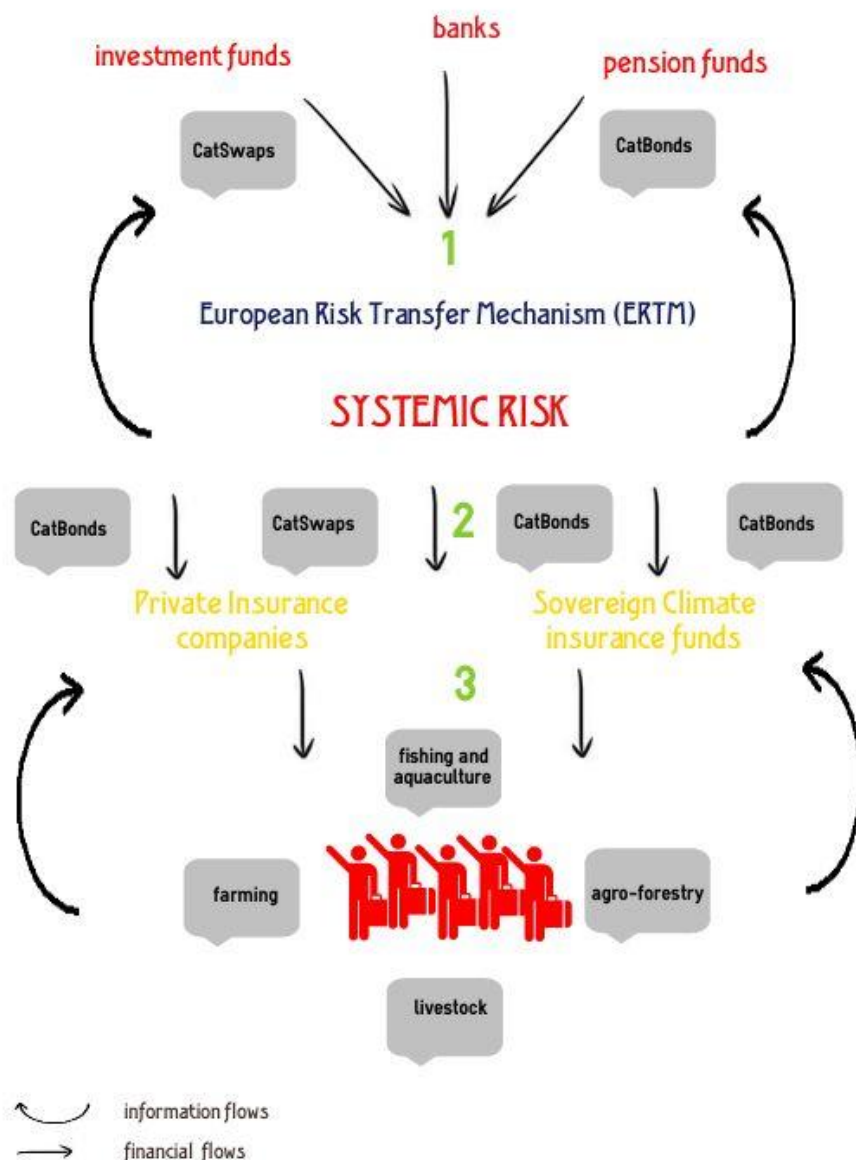 banks
investment funds
pension funds
CatSwaps
CatBonds
1
European Risk Transfer Mechanism (ERTM)
SYSTEMIC RISK
CatBonds
CatSwaps
2
CatBonds
CatBonds
Private Insurance
companies
Sovereign Climate
insurance funds
3
fishing and
aquaculture
farming
agro-forestry
livestock
information flows
financial flows